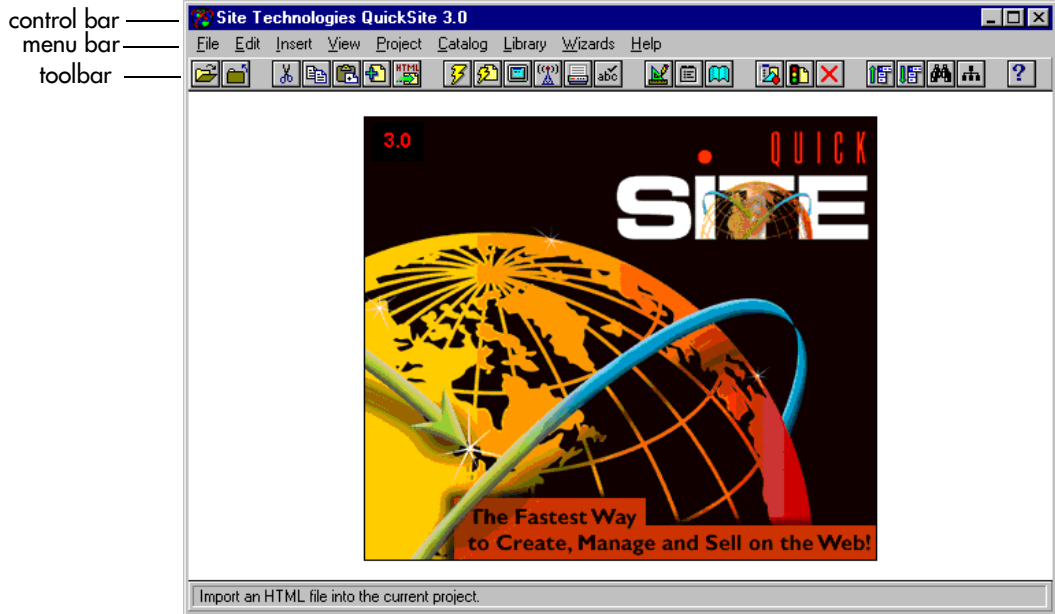 control bar
Site Technologies QuickSite 3.0
menu bar
File Edit Insert View Project Catalog Library Wizards Help
toolbar
HTML
abc
?
3.0
QUICK
SiTE
The Fastest Way
to Create, Manage and Sell on the Web!
Import an HTML file into the current project.